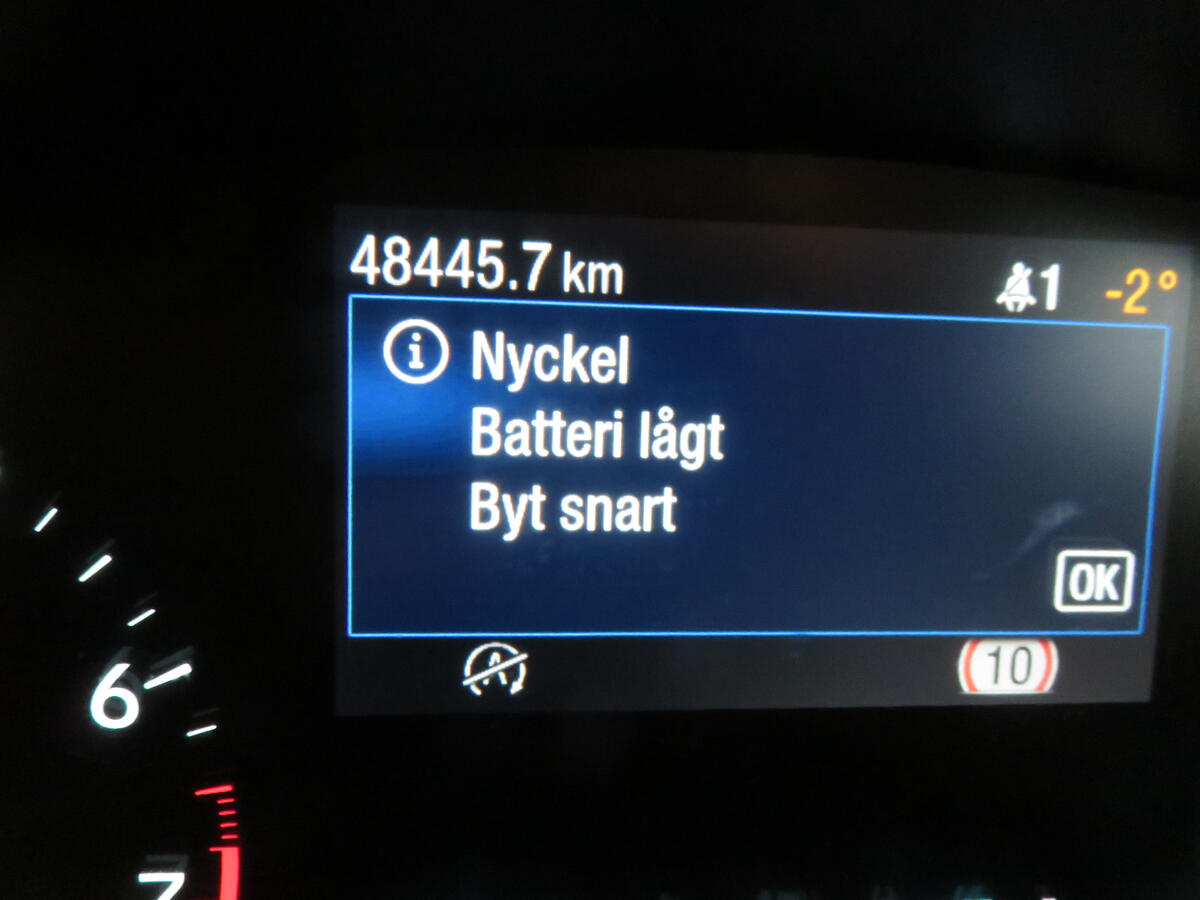 48445.7 km 1 -2°
i Nyckel
Batteri lågt
Byt snart
OK
A 10
6
7